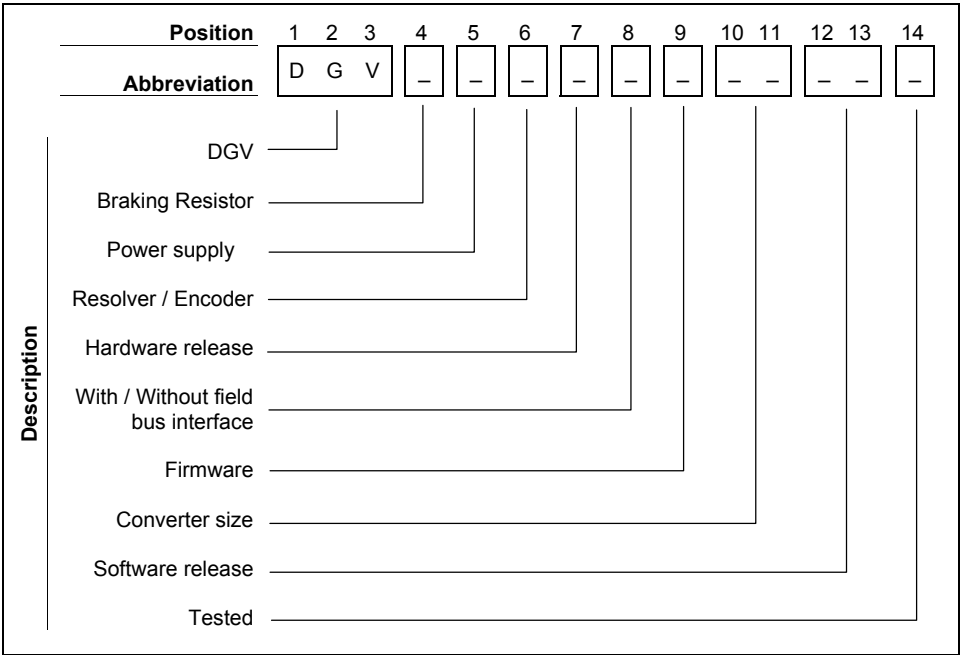 Position 1 2 3 4 5 6 7 8 9 10 11 12 13 14
Abbreviation D G V _ _ _ _ _ _ _ _ _ _ _
Description
DGV
Braking Resistor
Power supply
Resolver / Encoder
Hardware release
With / Without field
bus interface
Firmware
Converter size
Software release
Tested